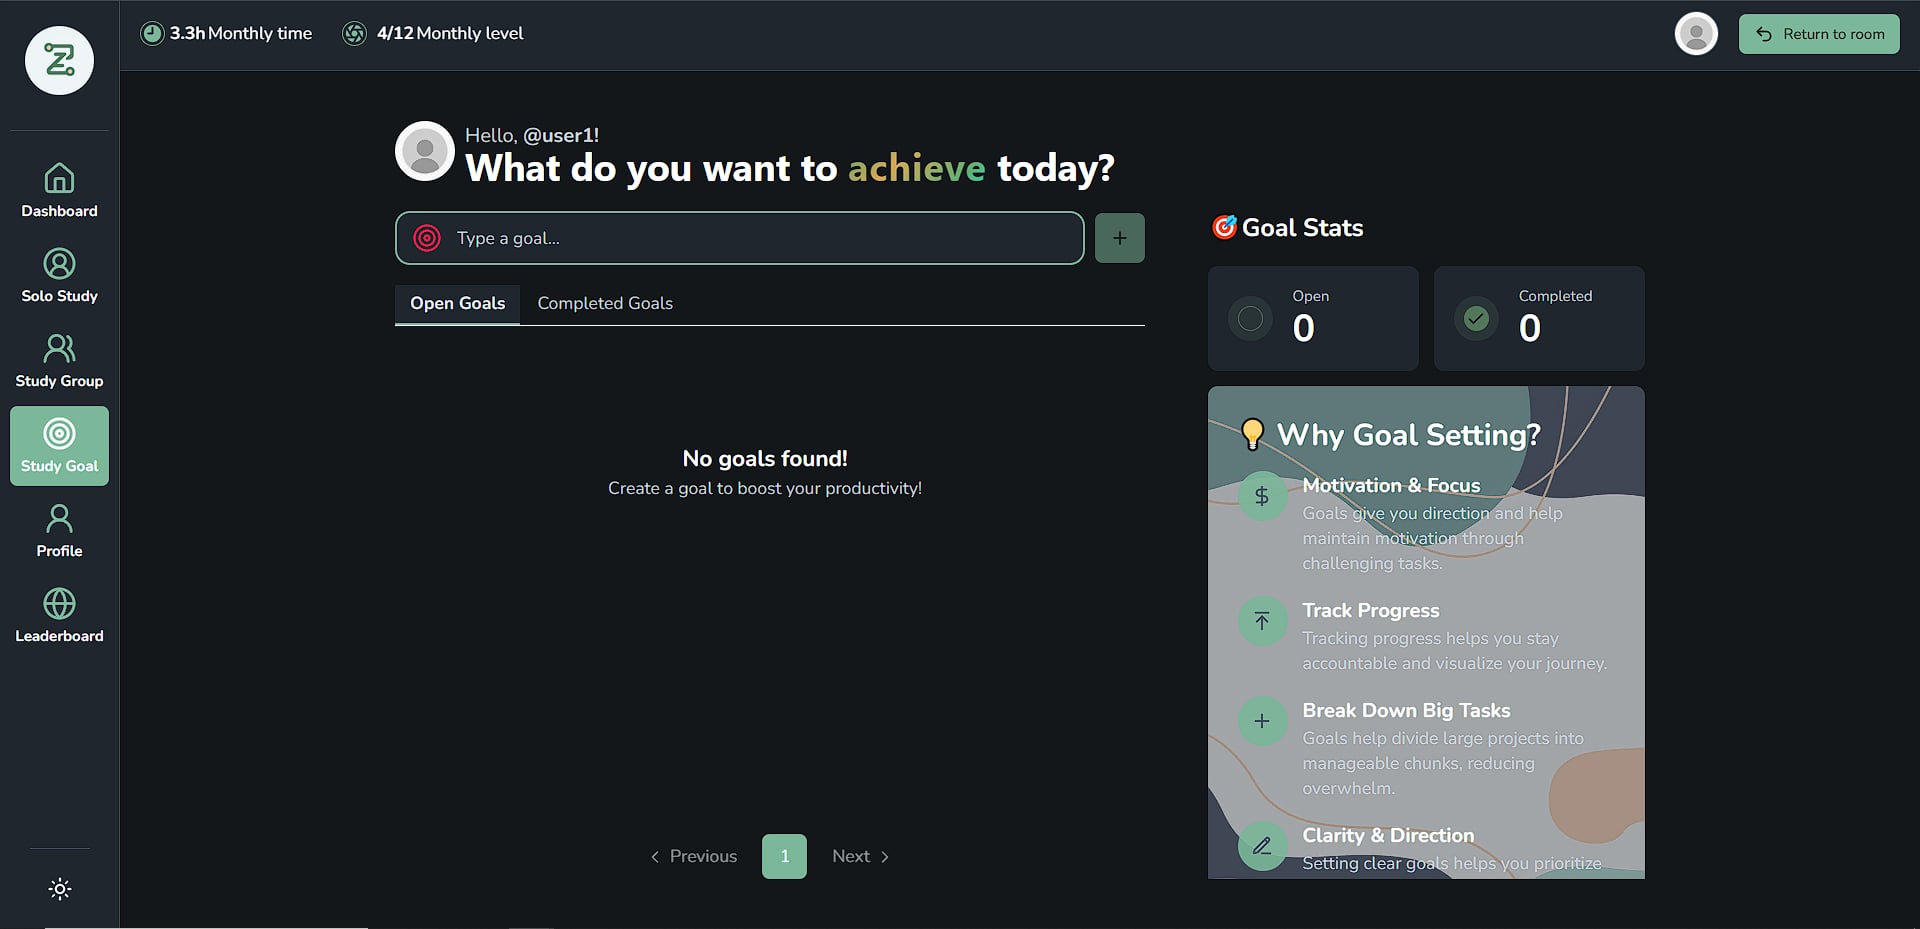 3.3h Monthly time
4/12 Monthly level
Return to room
Dashboard
Solo Study
Study Group
Study Goal
Profile
Leaderboard
Hello, @user1!
What do you want to achieve today?
Type a goal...
Open Goals
Completed Goals
No goals found!
Create a goal to boost your productivity!
Previous
1
Next
Goal Stats
Open
0
Completed
0
Why Goal Setting?
Motivation & Focus
Goals give you direction and help
maintain motivation through
challenging tasks.
Track Progress
Tracking progress helps you stay
accountable and visualize your journey.
Break Down Big Tasks
Goals help divide large projects into
manageable chunks, reducing
overwhelm.
Clarity & Direction
Setting clear goals helps you prioritize